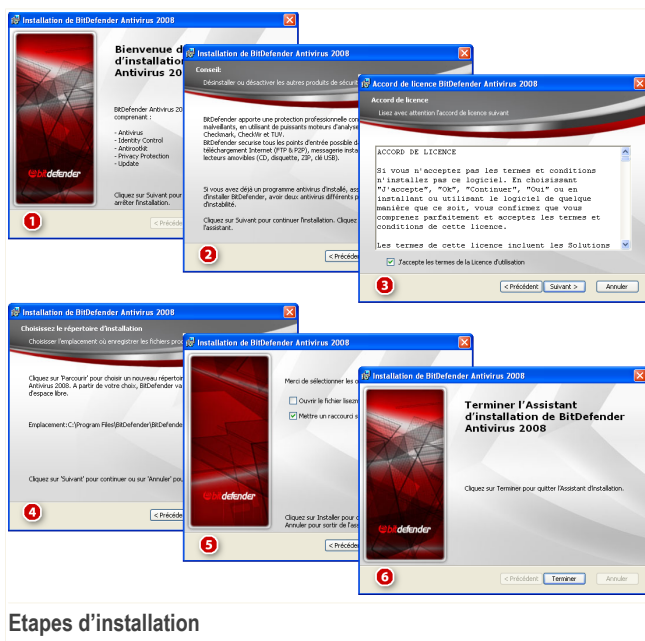 Installation de BitDefender Antivirus 2008
Bienvenue d
d'installation
Antivirus 20
BitDefender Antivirus 20
comprenant :
- Antivirus
- Identity Control
- Antirootkit
- Privacy Protection
- Update
bitdefender
Cliquez sur Suivant pour
arrêter l'installation.
< Précéde
1
Installation de BitDefender Antivirus 2008
Conseil:
Désinstaller ou désactiver les autres produits de sécurit
BitDefender apporte une protection professionelle con
malveillants, en utilisant de puissants moteurs d'analyse
Checkmark, CheckVir et TUV.
BitDefender securise tous les points d'entrée possible d
téléchargement Internet (FTP & P2P), messagerie insta
lecteurs amovibles (CD, disquette, ZIP, clé USB).
Si vous avez déjà un programme antivirus d'installé, ass
d'installer BitDefender, avoir deux antivirus différents p
d'instabilité.
Cliquez sur Suivant pour continuer l'installation. Cliquez
l'assistant.
< Précéde
2
Accord de licence BitDefender Antivirus 2008
Accord de licence
Lisez avec attention l'accord de licence suivant
ACCORD DE LICENCE
Si vous n'acceptez pas les termes et conditions
n'installez pas ce logiciel. En choisissant
"J'accepte", "Ok", "Continuer", "Oui" ou en
installant ou utilisant le logiciel de quelque
manière que ce soit, vous confirmez que vous
comprenez parfaitement et acceptez les termes et
conditions de cette licence.
Les termes de cette licence incluent les Solutions
J'accepte les termes de la Licence d'utilisation
3
< Précédent Suivant > Annuler
Installation de BitDefender Antivirus 2008
Choisissez le répertoire d'installation
Choisisser l'emplacement où enregistrer les fichiers proc
Cliquez sur 'Parcourir' pour choisir un nouveau répertoir
Antivirus 2008. A partir de votre choix, BitDefender va
d'espace libre.
Emplacement:C:\Program Files\BitDefender\BitDefende
Cliquez sur 'Suivant' pour continuer ou sur 'Annuler' pou
4
< Précéde
Installation de BitDefender Antivirus 2008
Merci de sélectionner les o
Ouvrir le fichier lisezm
Mettre un raccourci s
bitdefender
Cliquez sur Installer pour c
Annuler pour sortir de l'ass
5
< Précéde
Installation de BitDefender Antivirus 2008
Terminer l'Assistant
d'installation de BitDefender
Antivirus 2008
Cliquez sur Terminer pour quitter l'Assistant d'installation.
bitdefender
6
< Précédent Terminer Annuler
Etapes d'installation